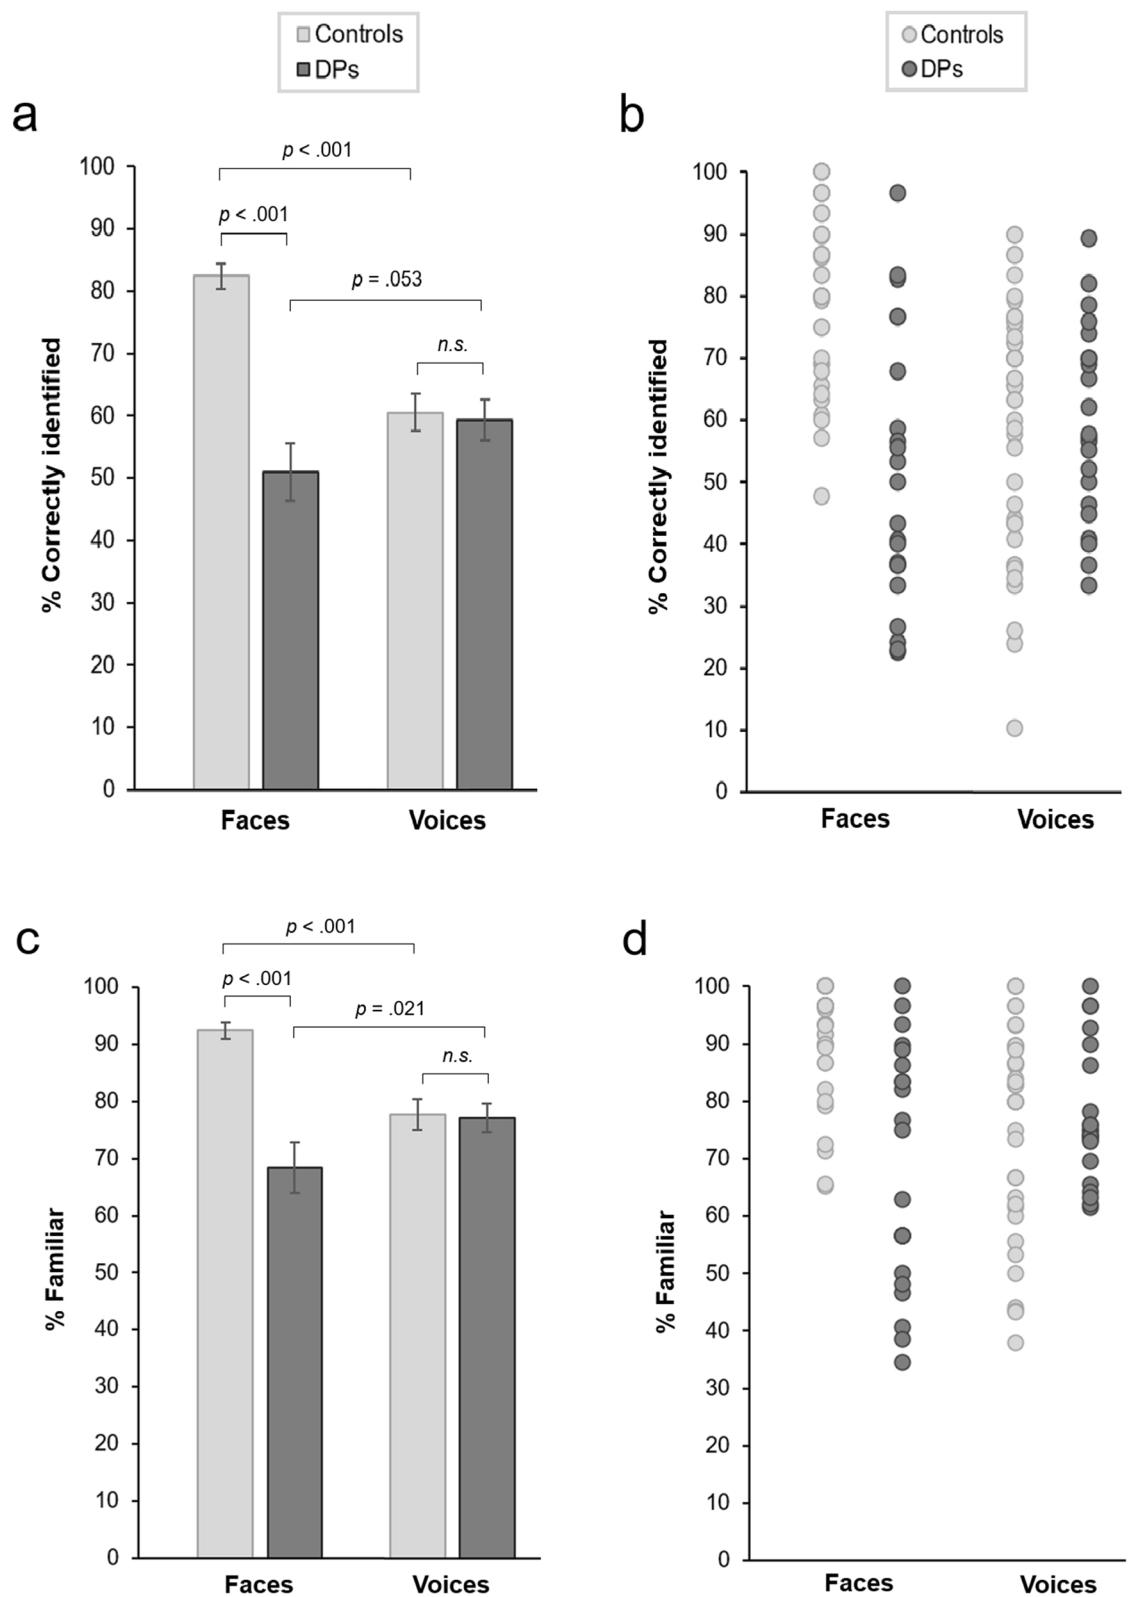 Controls
DPs
Controls
DPs
a
p < .001
p < .001
p = .053
n.s.
100
90
80
70
60
50
40
30
20
10
0
% Correctly identified
Faces Voices
b
100
90
80
70
60
50
40
30
20
10
0
% Correctly identified
Faces Voices
c
p < .001
p < .001
p = .021
n.s.
100
90
80
70
60
50
40
30
20
10
0
% Familiar
Faces Voices
d
100
90
80
70
60
50
40
30
20
10
0
% Familiar
Faces Voices